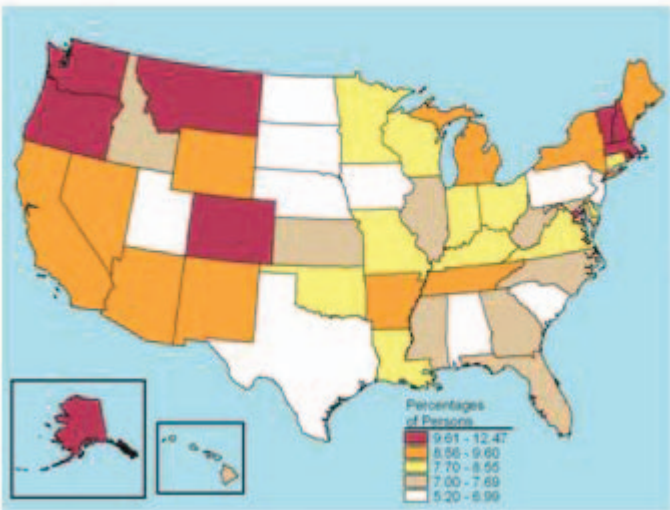 Percentages
of Persons
9.61 - 12.47
8.56 - 9.60
7.70 - 8.55
7.00 - 7.69
5.20 - 6.99